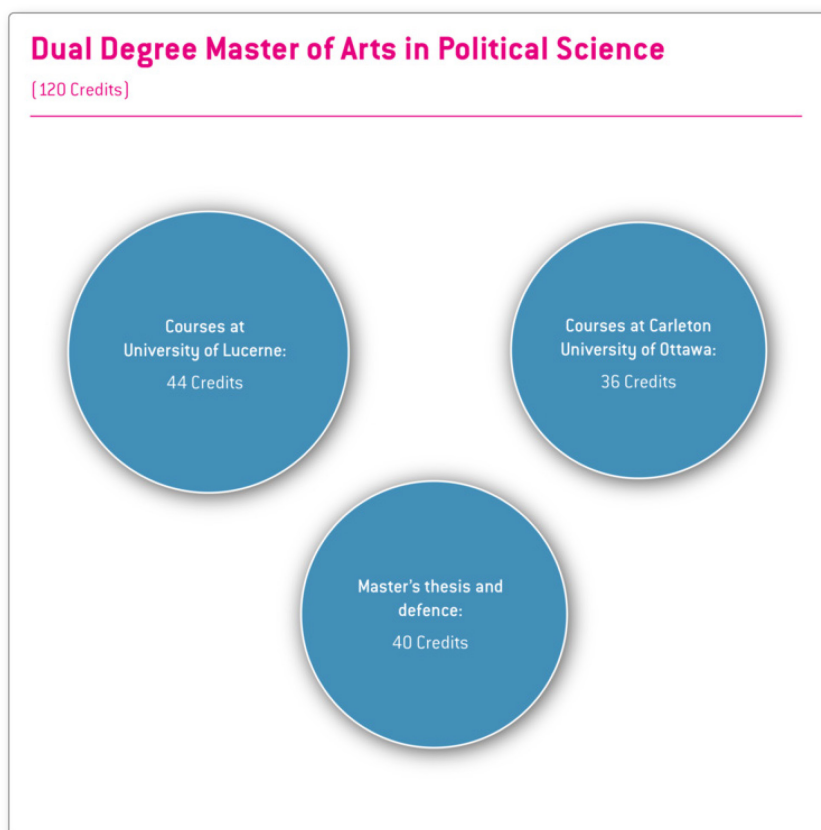 Dual Degree Master of Arts in Political Science
(120 Credits)
Courses at
University of Lucerne:
44 Credits
Courses at Carleton
University of Ottawa:
36 Credits
Master’s thesis and
defence:
40 Credits